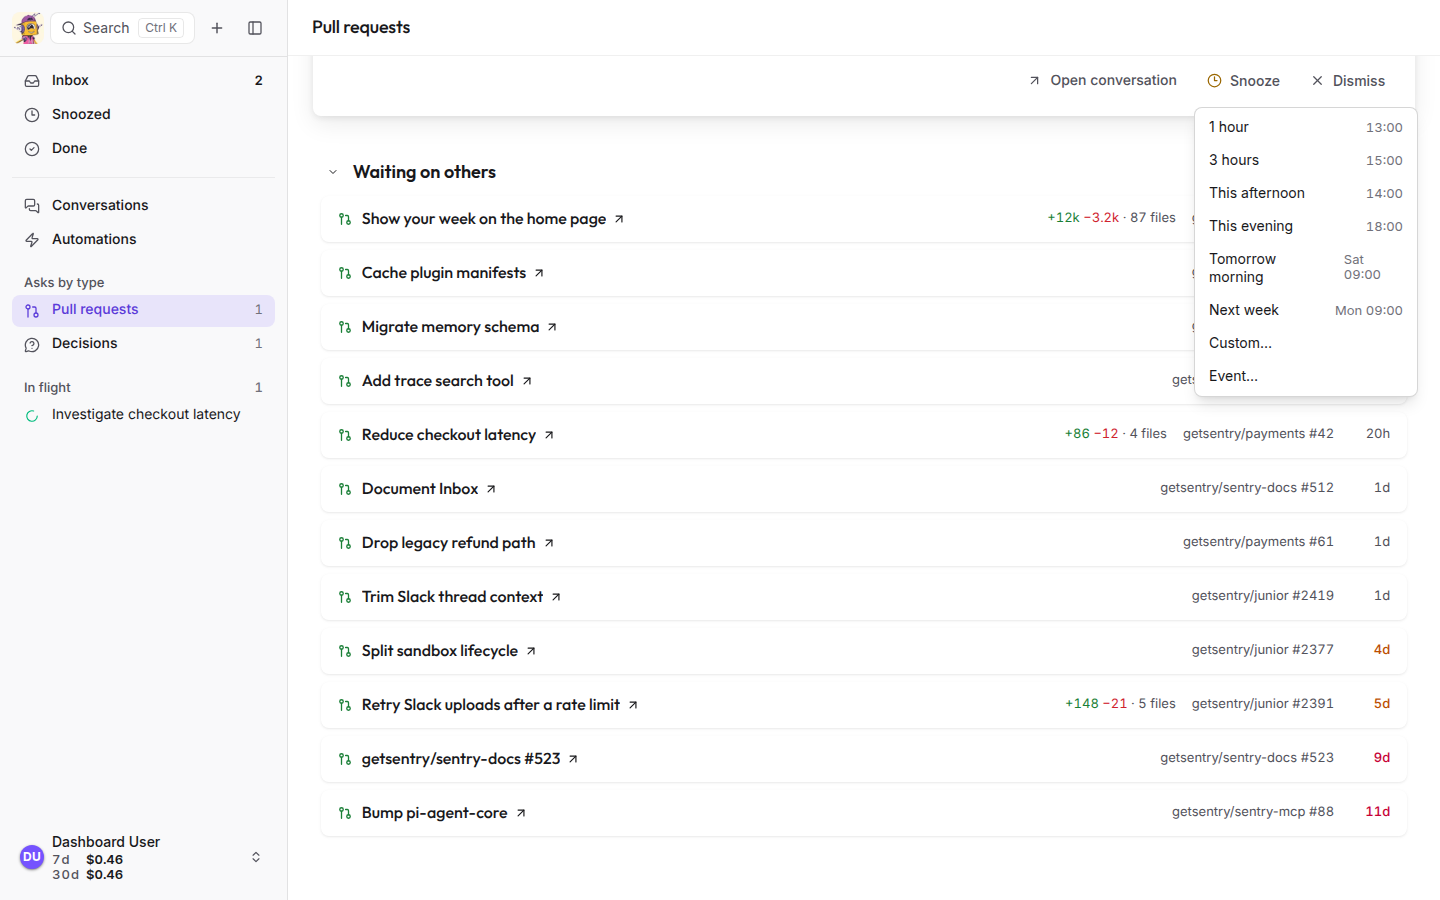 Search Ctrl K
Inbox 2
Snoozed
Done
Conversations
Automations
Asks by type
Pull requests 1
Decisions 1
In flight 1
Investigate checkout latency
DU Dashboard User
7d $0.46
30d $0.46
Pull requests
Open conversation Snooze Dismiss
1 hour 13:00
3 hours 15:00
This afternoon 14:00
This evening 18:00
Tomorrow morning Sat 09:00
Next week Mon 09:00
Custom...
Event...
Waiting on others
Show your week on the home page +12k −3.2k · 87 files
Cache plugin manifests
Migrate memory schema
Add trace search tool
Reduce checkout latency +86 −12 · 4 files getsentry/payments #42 20h
Document Inbox getsentry/sentry-docs #512 1d
Drop legacy refund path getsentry/payments #61 1d
Trim Slack thread context getsentry/junior #2419 1d
Split sandbox lifecycle getsentry/junior #2377 4d
Retry Slack uploads after a rate limit +148 −21 · 5 files getsentry/junior #2391 5d
getsentry/sentry-docs #523 getsentry/sentry-docs #523 9d
Bump pi-agent-core getsentry/sentry-mcp #88 11d